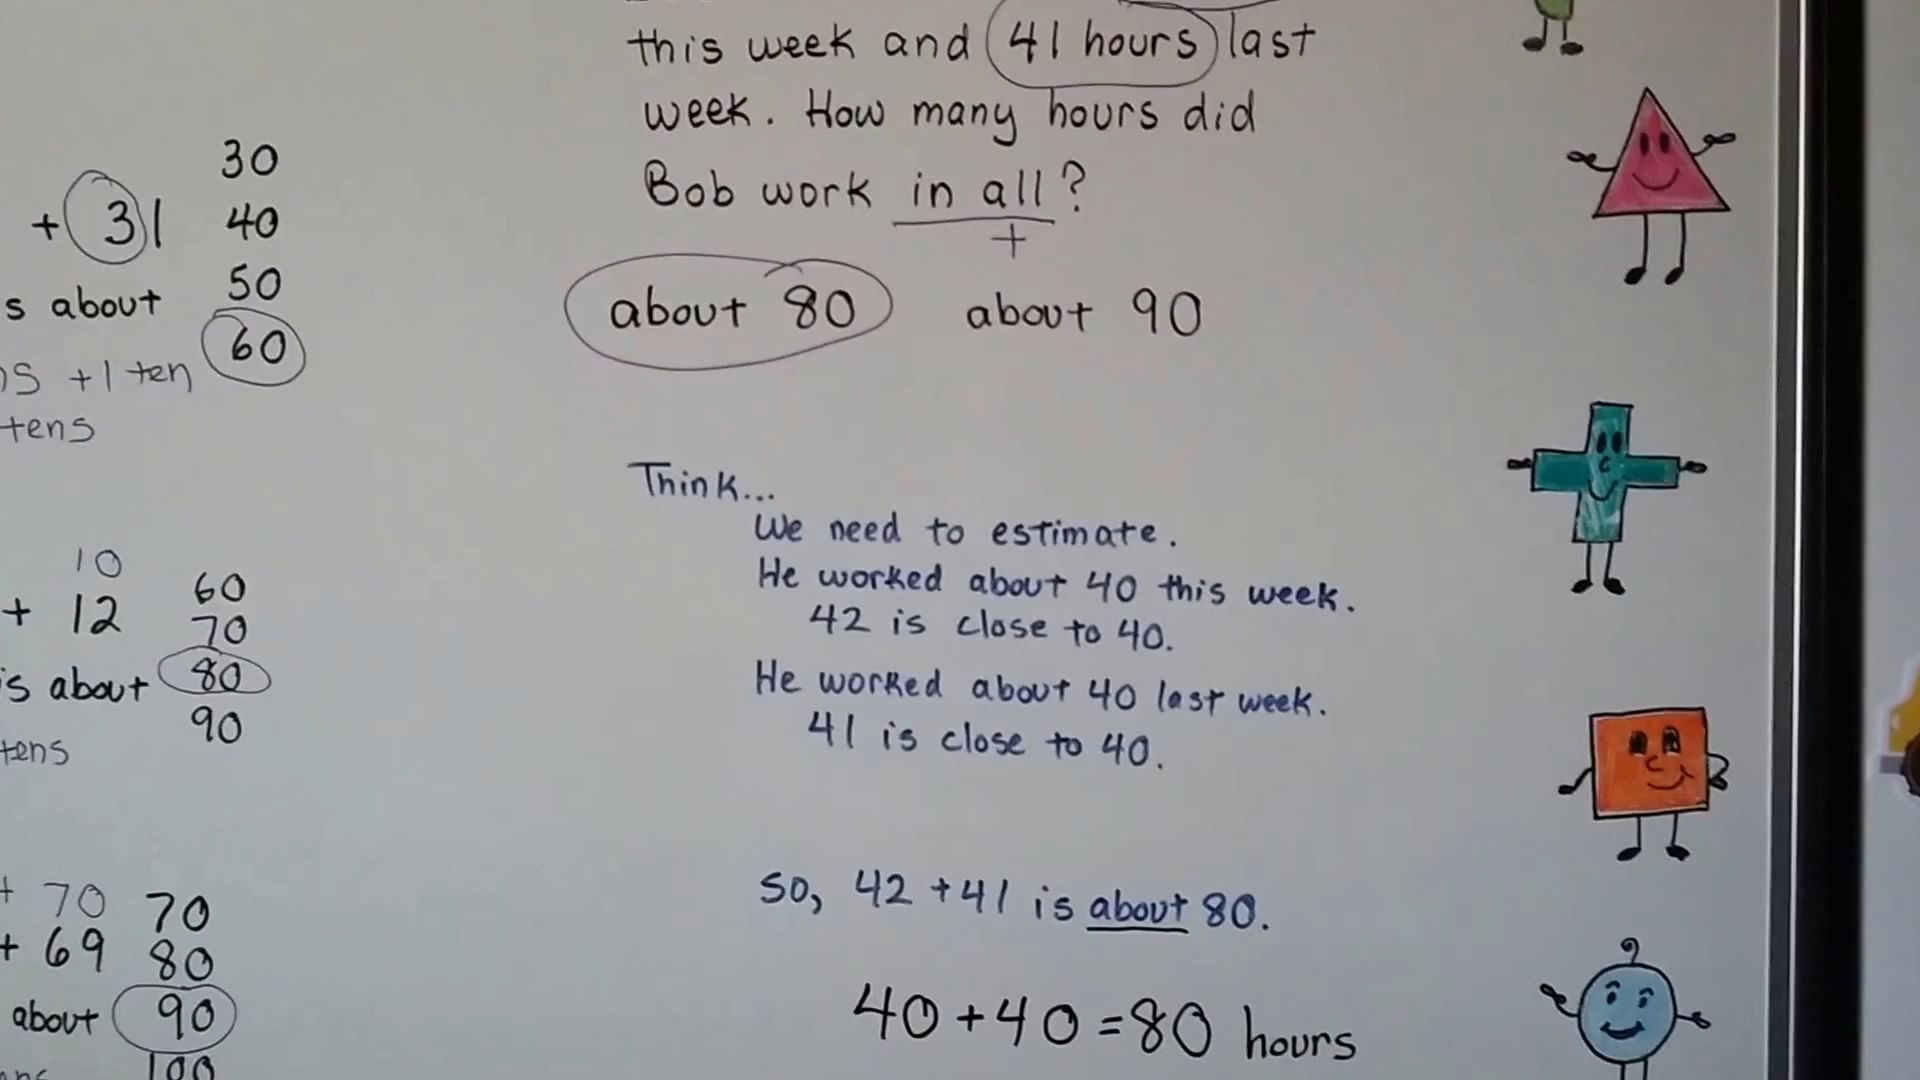 this week and 41 hours last
week. How many hours did
Bob work in all?
+
about 80 about 90
Think...
We need to estimate.
He worked about 40 this week.
42 is close to 40.
He worked about 40 last week.
41 is close to 40.
So, 42 + 41 is about 80.
40 + 40 = 80 hours
30
+ 31 40
50
s about
60
+ 1 ten
tens
10
60
+ 12
70
is about 80
90
tens
+ 70 70
+ 69 80
about 90
100